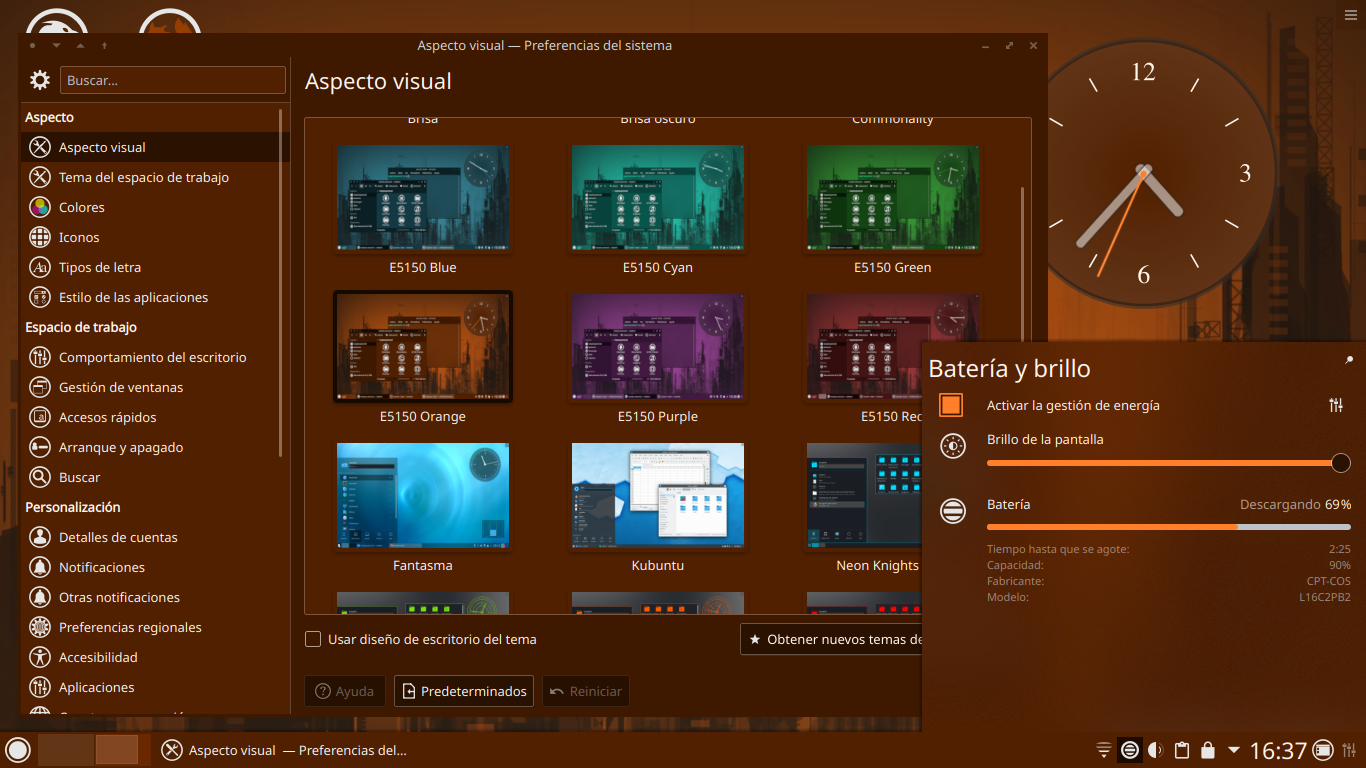 Aspecto visual — Preferencias del sistema
Buscar...
Aspecto visual
Aspecto
Aspecto visual
Tema del espacio de trabajo
Colores
Iconos
Tipos de letra
Estilo de las aplicaciones
Espacio de trabajo
Comportamiento del escritorio
Gestión de ventanas
Accesos rápidos
Arranque y apagado
Buscar
Personalización
Detalles de cuentas
Notificaciones
Otras notificaciones
Preferencias regionales
Accesibilidad
Aplicaciones
Brisa Brisa oscuro Commonality
E5150 Blue E5150 Cyan E5150 Green
E5150 Orange E5150 Purple E5150 Red
Fantasma Kubuntu Neon Knights
Usar diseño de escritorio del tema
Obtener nuevos temas de
Ayuda Predeterminados Reiniciar
12
3
6
Batería y brillo
Activar la gestión de energía
Brillo de la pantalla
Batería Descargando 69%
Tiempo hasta que se agote: 2:25
Capacidad: 90%
Fabricante: CPT-COS
Modelo: L16C2PB2
Aspecto visual — Preferencias del...
16:37